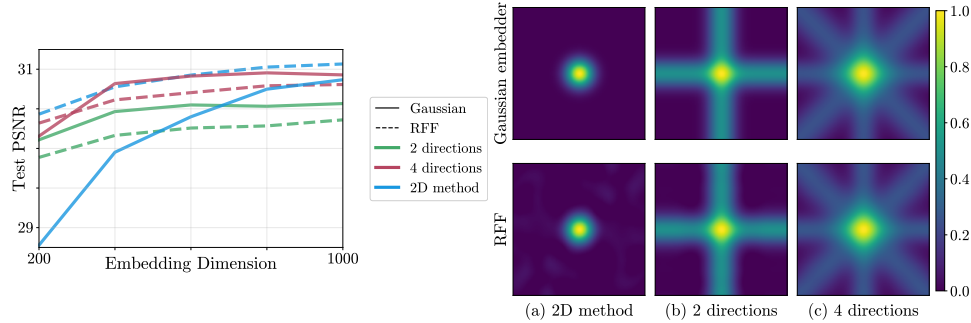 Test PSNR
31
29
200
1000
Embedding Dimension
Gaussian
RFF
2 directions
4 directions
2D method
Gaussian embedder
RFF
(a) 2D method
(b) 2 directions
(c) 4 directions
1.0
0.8
0.6
0.4
0.2
0.0